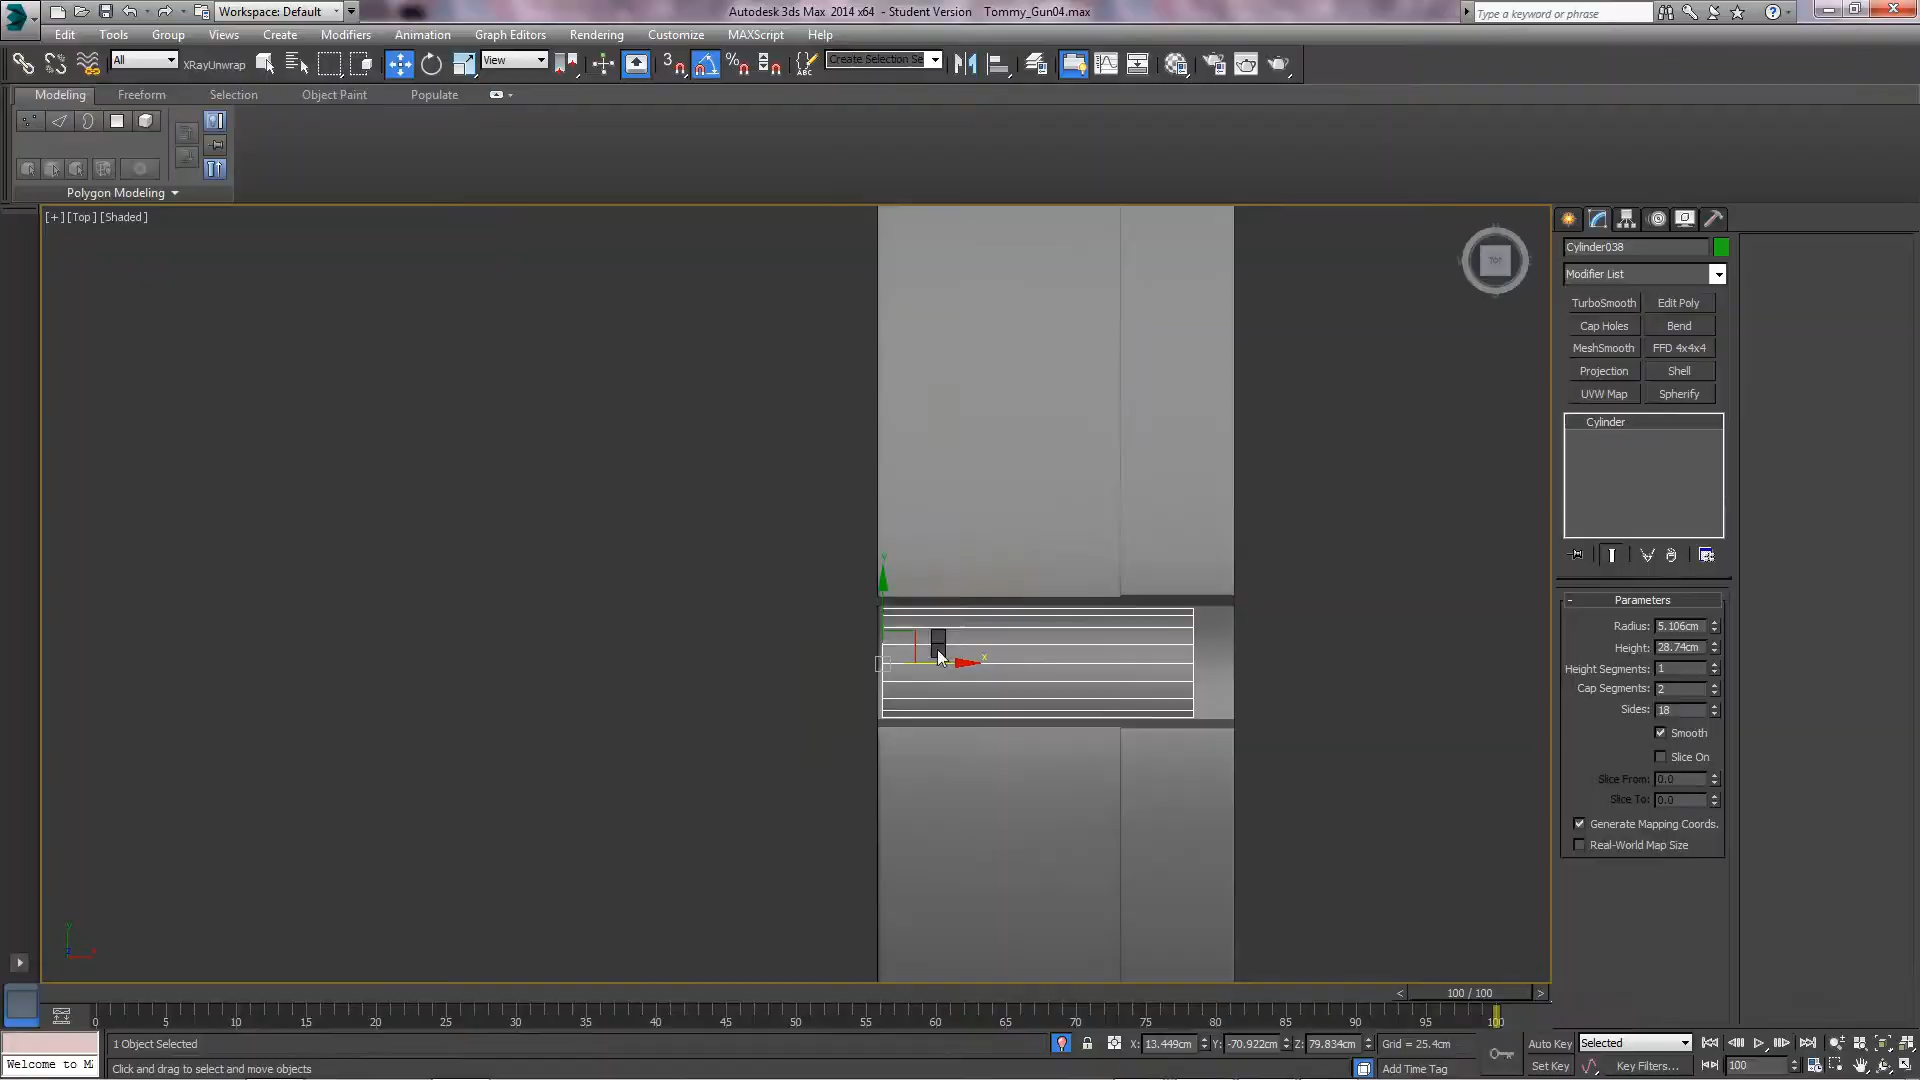 Workspace: Default
Autodesk 3ds Max  2014 x64  - Student Version   Tommy_Gun04.max
Type a keyword or phrase
Edit Tools Group Views Create Modifiers Animation Graph Editors Rendering Customize MAXScript Help
All XRayUnwrap View 3 % ABC Create Selection Se
Modeling Freeform Selection Object Paint Populate
Polygon Modeling
[+] [Top] [Shaded]
TOP
Cylinder038
Modifier List
TurboSmooth Edit Poly
Cap Holes Bend
MeshSmooth FFD 4x4x4
Projection Shell
UVW Map Spherify
Cylinder
- Parameters
Radius: 5.106cm
Height: 28.74cm
Height Segments: 1
Cap Segments: 2
Sides: 18
Smooth
Slice On
Slice From: 0.0
Slice To: 0.0
Generate Mapping Coords.
Real-World Map Size
y
x
< 100 / 100 >
0 5 10 15 20 25 30 35 40 45 50 55 60 65 70 75 80 85 90 95 100
1 Object Selected X: 13.449cm Y: -70.922cm Z: 79.834cm Grid = 25.4cm Auto Key Selected
Welcome to M Click and drag to select and move objects Add Time Tag Set Key Key Filters... 100